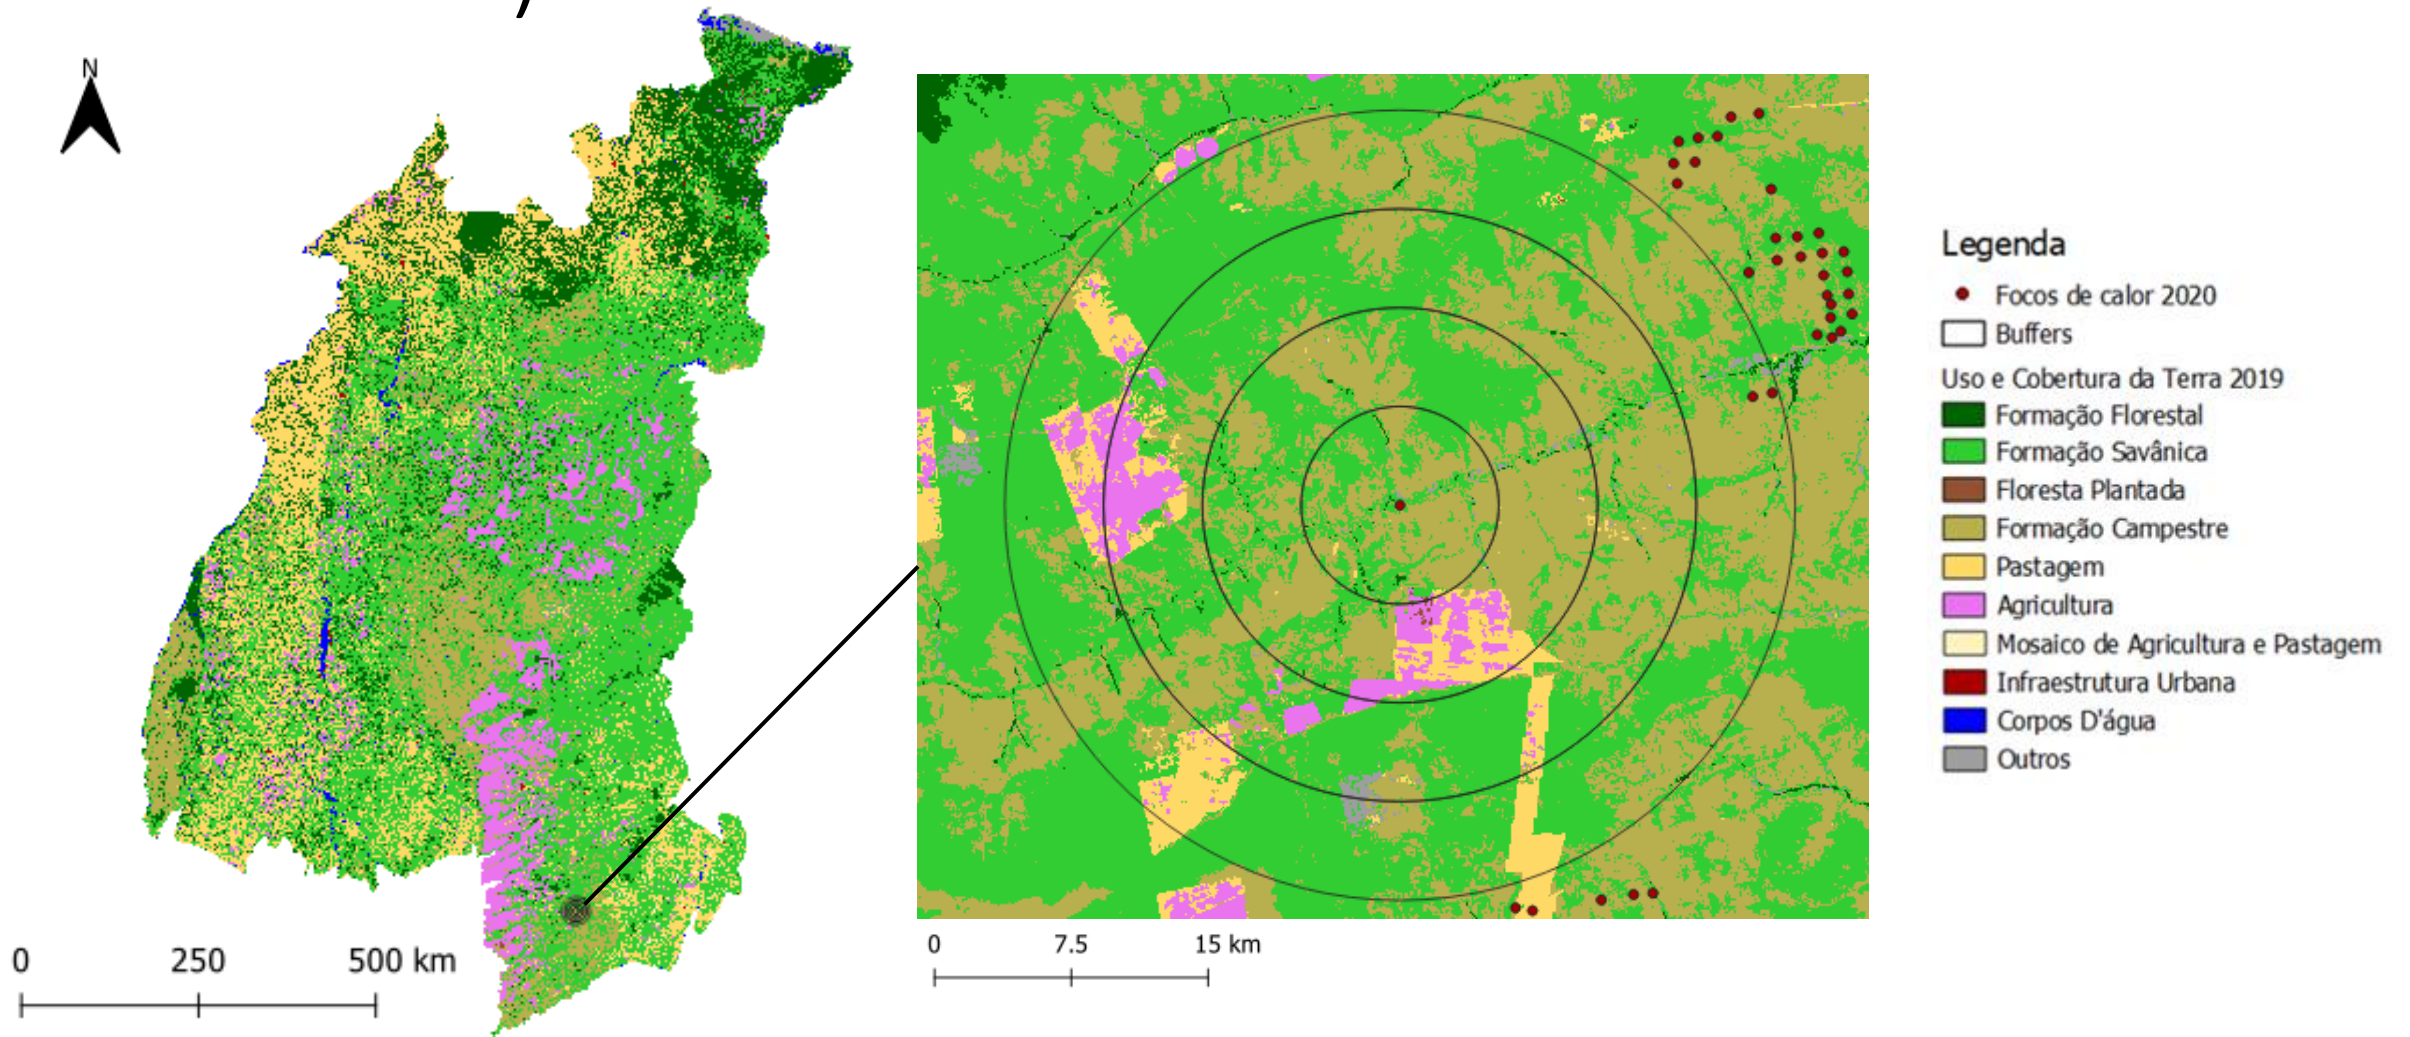 N
0 250 500 km
0 7.5 15 km
Legenda
Focos de calor 2020
Buffers
Uso e Cobertura da Terra 2019
Formação Florestal
Formação Savânica
Floresta Plantada
Formação Campestre
Pastagem
Agricultura
Mosaico de Agricultura e Pastagem
Infraestrutura Urbana
Corpos D'água
Outros